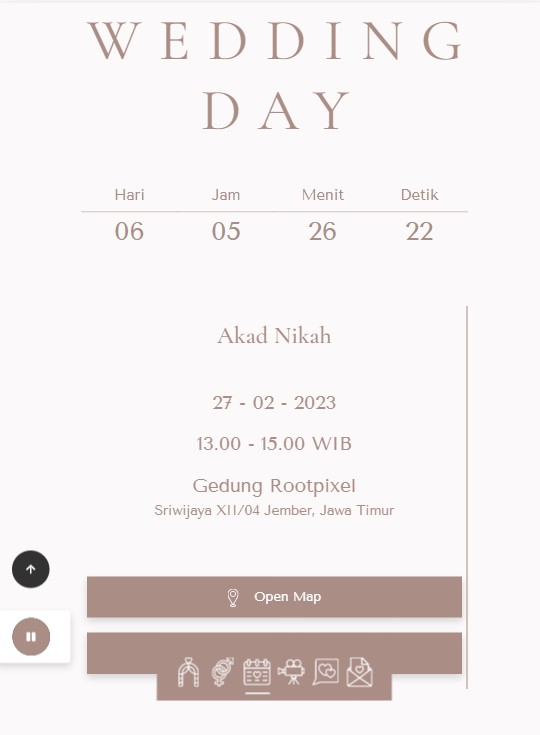 WEDDING
DAY
Hari Jam Menit Detik
06 05 26 22
Akad Nikah
27 - 02 - 2023
13.00 - 15.00 WIB
Gedung Rootpixel
Sriwijaya XII/04 Jember, Jawa Timur
Open Map